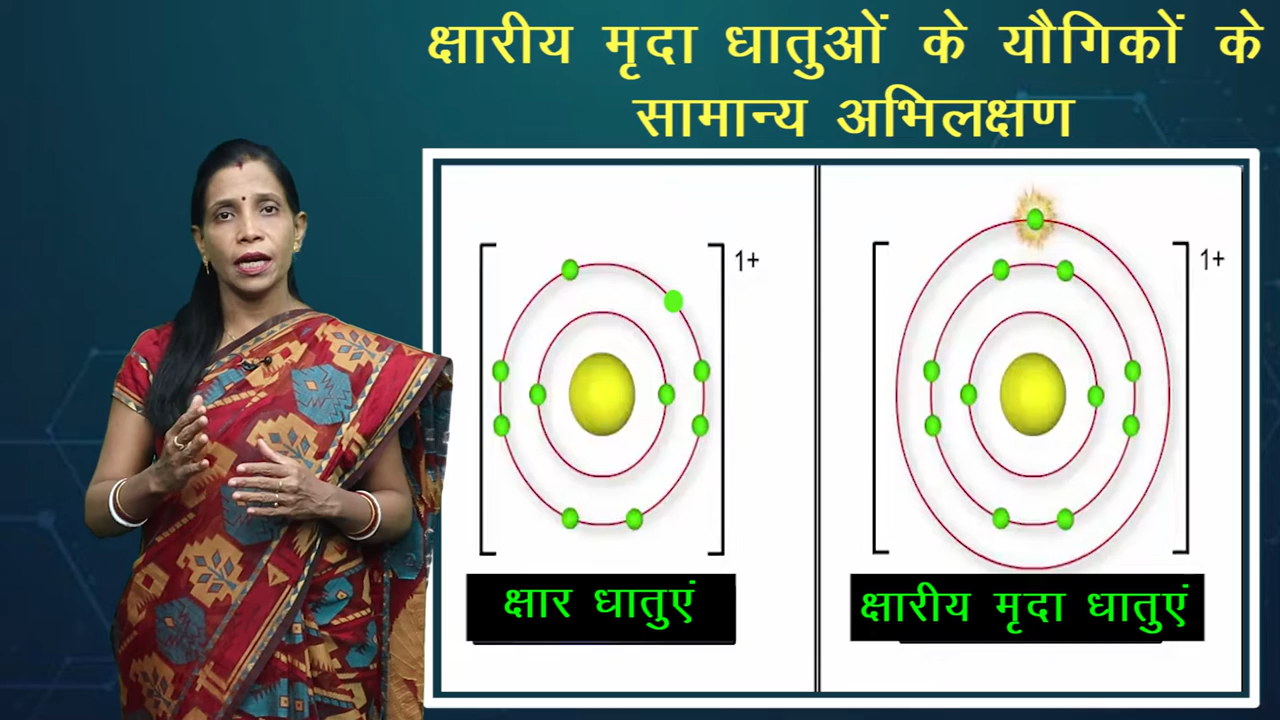 क्षारीय मृदा धातुओं के यौगिकों के
सामान्य अभिलक्षण
1+
1+
क्षार धातुएं
क्षारीय मृदा धातुएं